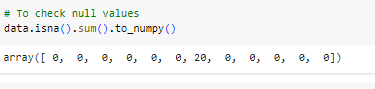 # To check null values
data.isna().sum().to_numpy()
array([ 0,  0,  0,  0,  0,  0, 20,  0,  0,  0,  0,  0])